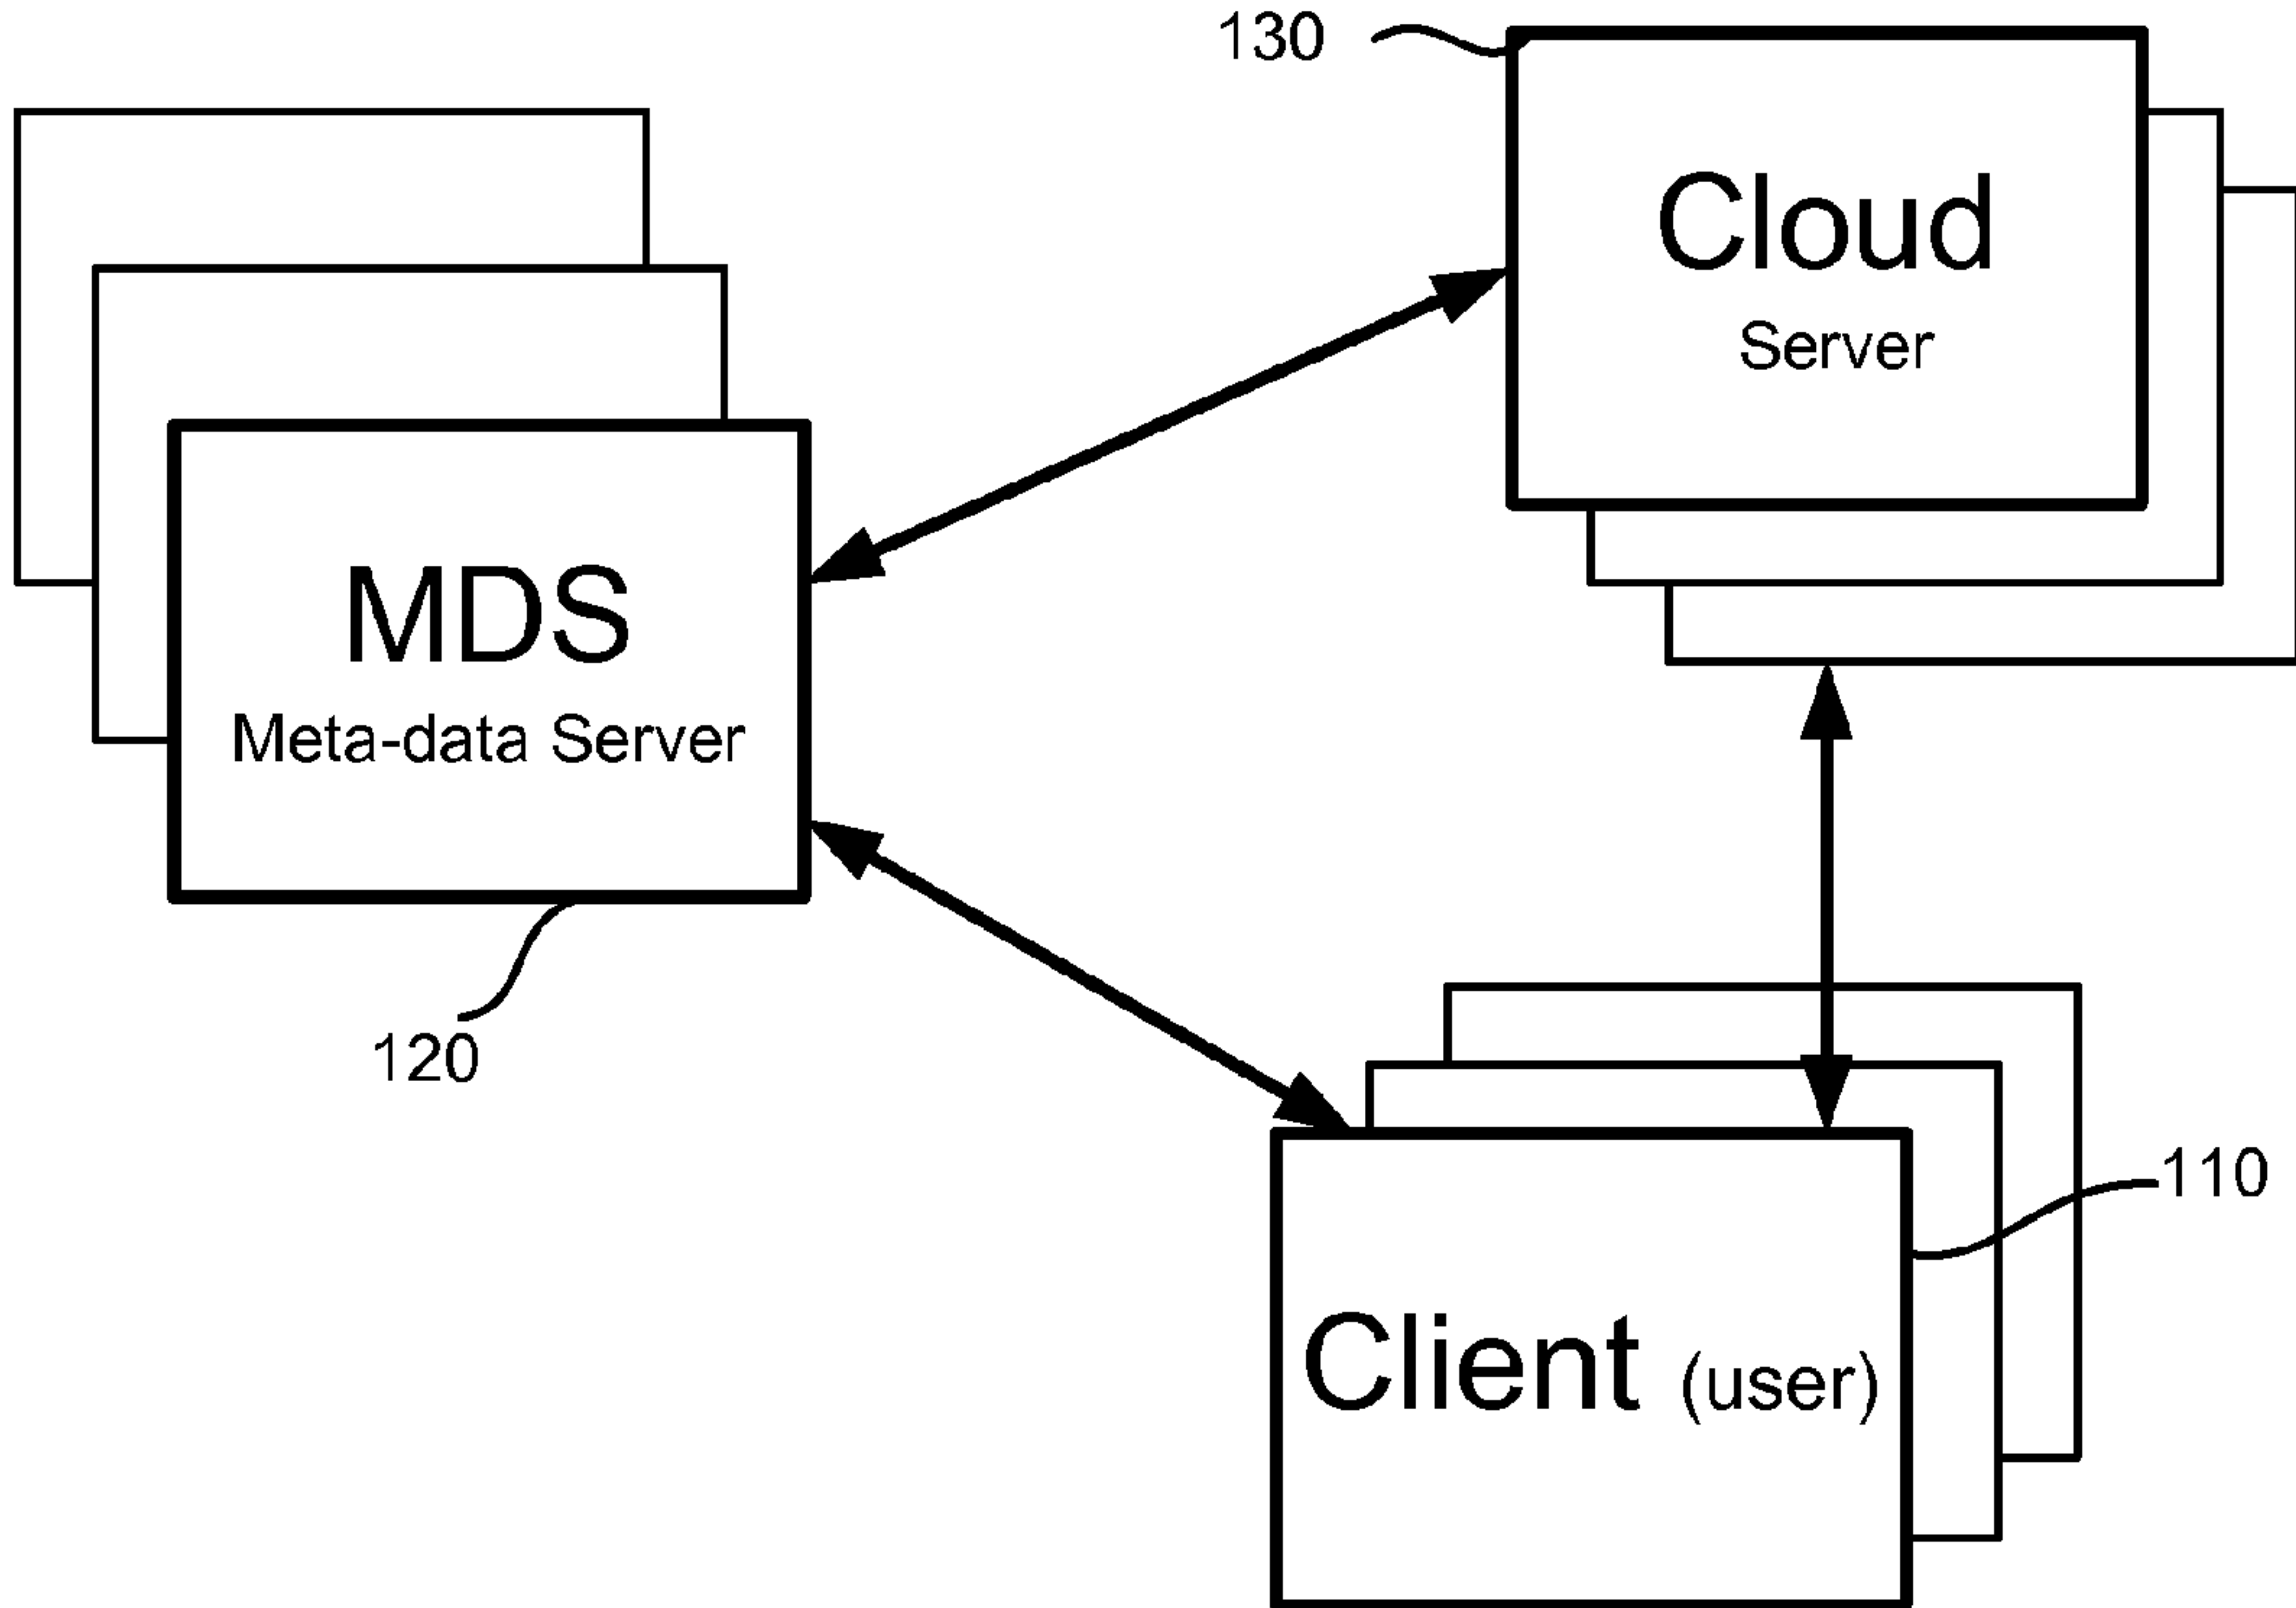 130
Cloud
Server
MDS
Meta-data Server
120
110
Client (user)